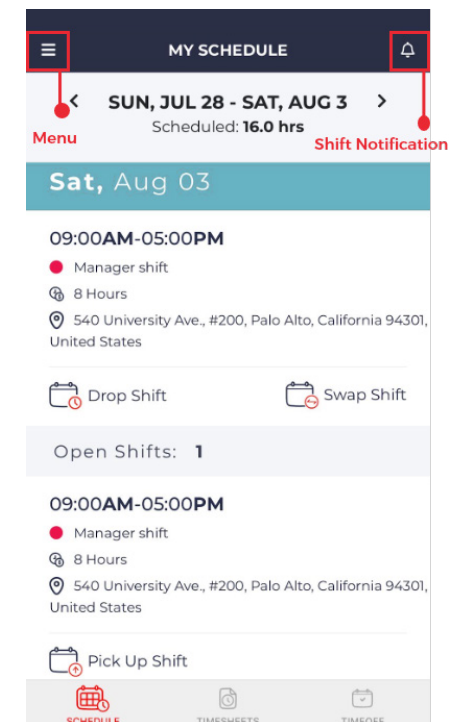 MY SCHEDULE
SUN, JUL 28 - SAT, AUG 3
Scheduled: 16.0 hrs
Menu
Shift Notification
Sat, Aug 03
09:00AM-05:00PM
Manager shift
8 Hours
540 University Ave., #200, Palo Alto, California 94301,
United States
Drop Shift Swap Shift
Open Shifts: 1
09:00AM-05:00PM
Manager shift
8 Hours
540 University Ave., #200, Palo Alto, California 94301,
United States
Pick Up Shift
SCHEDULE TIMESHEETS TIMEOFF